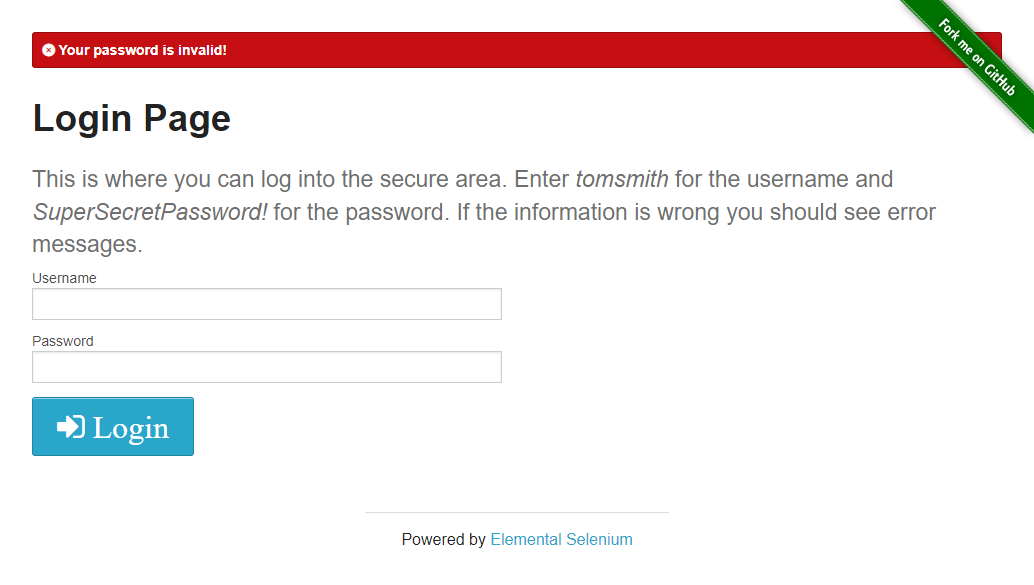 Your password is invalid!
Fork me on GitHub
Login Page
This is where you can log into the secure area. Enter tomsmith for the username and
SuperSecretPassword! for the password. If the information is wrong you should see error
messages.
Username
Password
Login
Powered by Elemental Selenium